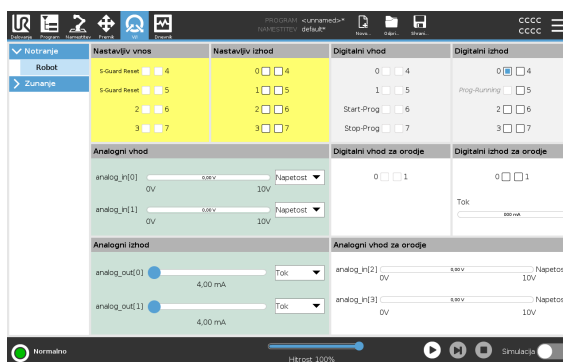 PROGRAM <unnamed>*
NAMESTITEV default*
CCCC
CCCC
Delovanje Program Namestitev Premik V/I Dnevnik Novo... Odpri... Shrani...
Notranje
Robot
Zunanje
Nastavljiv vnos
S-Guard Reset 4
S-Guard Reset 5
2 6
3 7
Nastavljiv izhod
0 4
1 5
2 6
3 7
Digitalni vhod
0 4
1 5
Start-Prog 6
Stop-Prog 7
Digitalni izhod
0 4
Prog-Running 5
2 6
3 7
Analogni vhod
analog_in[0] 0,00 V Napetost
0V 10V
analog_in[1] 0,00 V Napetost
0V 10V
Digitalni vhod za orodje
0 1
Digitalni izhod za orodje
0 1
Tok
000 mA
Analogni izhod
analog_out[0] Tok
4,00 mA
analog_out[1] Tok
4,00 mA
Analogni vhod za orodje
analog_in[2] 0,00 V Napetos
0V 10V
analog_in[3] 0,00 V Napetos
0V 10V
Normalno
Hitrost 100%
Simulacija